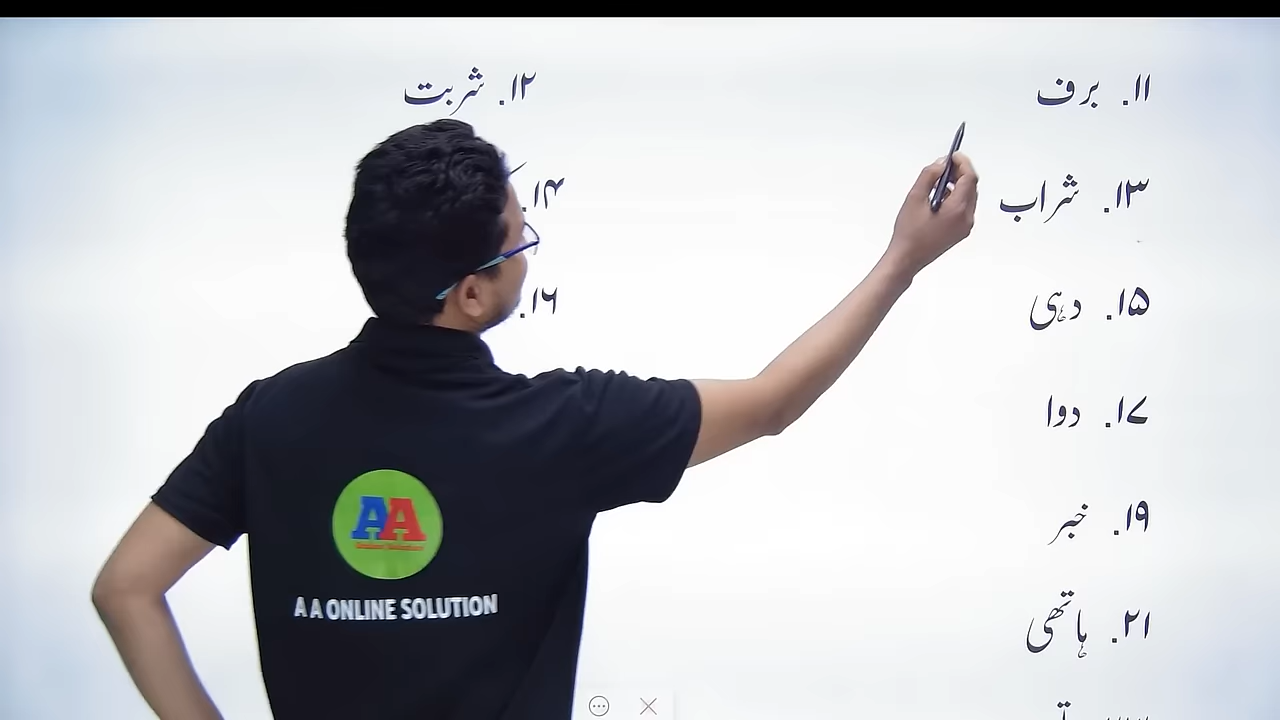 ۱۱. برف
۱۲. شربت
۱۳. شراب
۱۴.
۱۵. دہی
۱۶.
۱۷. دوا
۱۹. خبر
۲۱. ہاتھی
AA
A A ONLINE SOLUTION